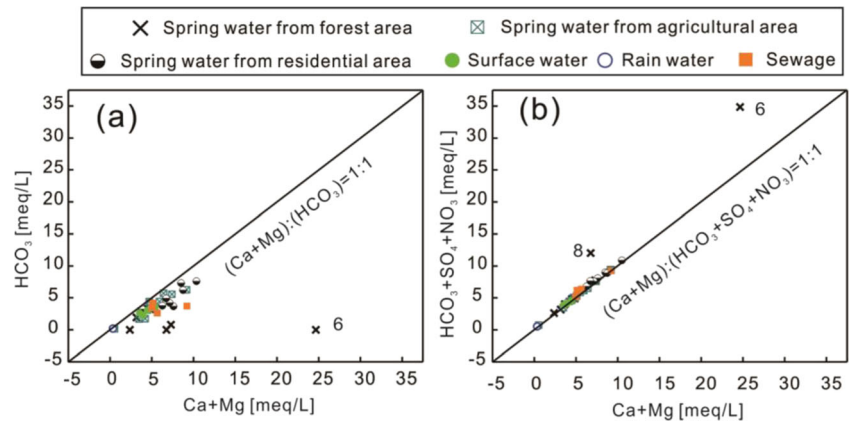 Spring water from forest area
Spring water from agricultural area
Spring water from residential area
Surface water
Rain water
Sewage
(a)
35
30
25
20
15
10
5
0
-5
HCO₃ [meq/L]
(Ca+Mg):(HCO₃)=1:1
6
-5 0 5 10 15 20 25 30 35
Ca+Mg [meq/L]
(b)
35
30
25
20
15
10
5
0
-5
HCO₃+SO₄+NO₃ [meq/L]
6
8
(Ca+Mg):(HCO₃+SO₄+NO₃)=1:1
-5 0 5 10 15 20 25 30 35
Ca+Mg [meq/L]